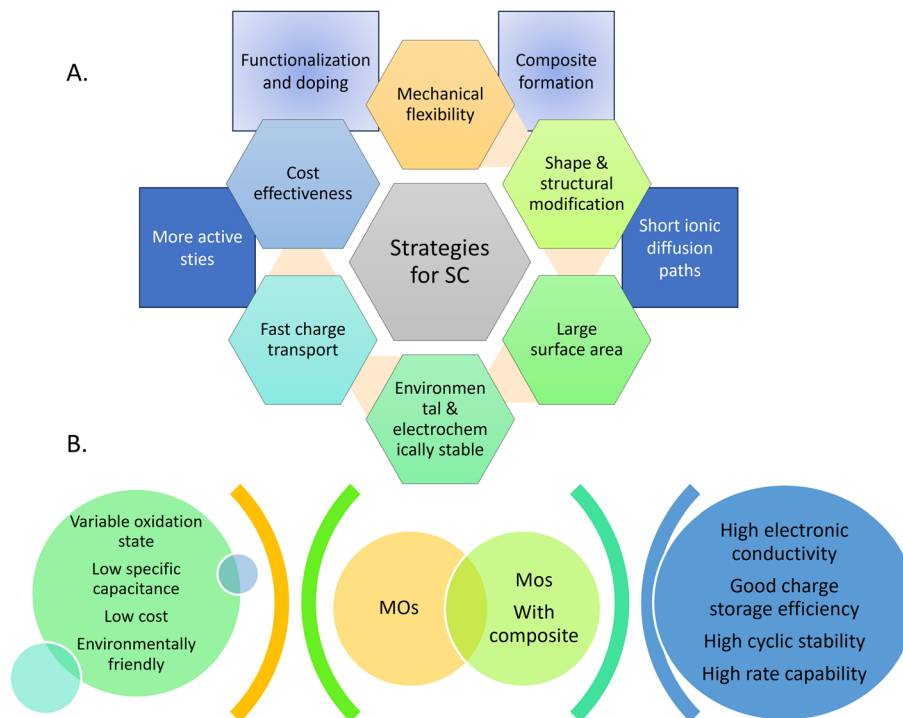 A.
Functionalization
and doping
Mechanical
flexibility
Composite
formation
Cost
effectiveness
Shape &
structural
modification
More active
sties
Strategies
for SC
Short ionic
diffusion
paths
Fast charge
transport
Large
surface area
Environmen
tal &
electrochem
ically stable
B.
Variable oxidation
state
Low specific
capacitance
Low cost
Environmentally
friendly
MOs
Mos
With
composite
High electronic
conductivity
Good charge
storage efficiency
High cyclic stability
High rate capability